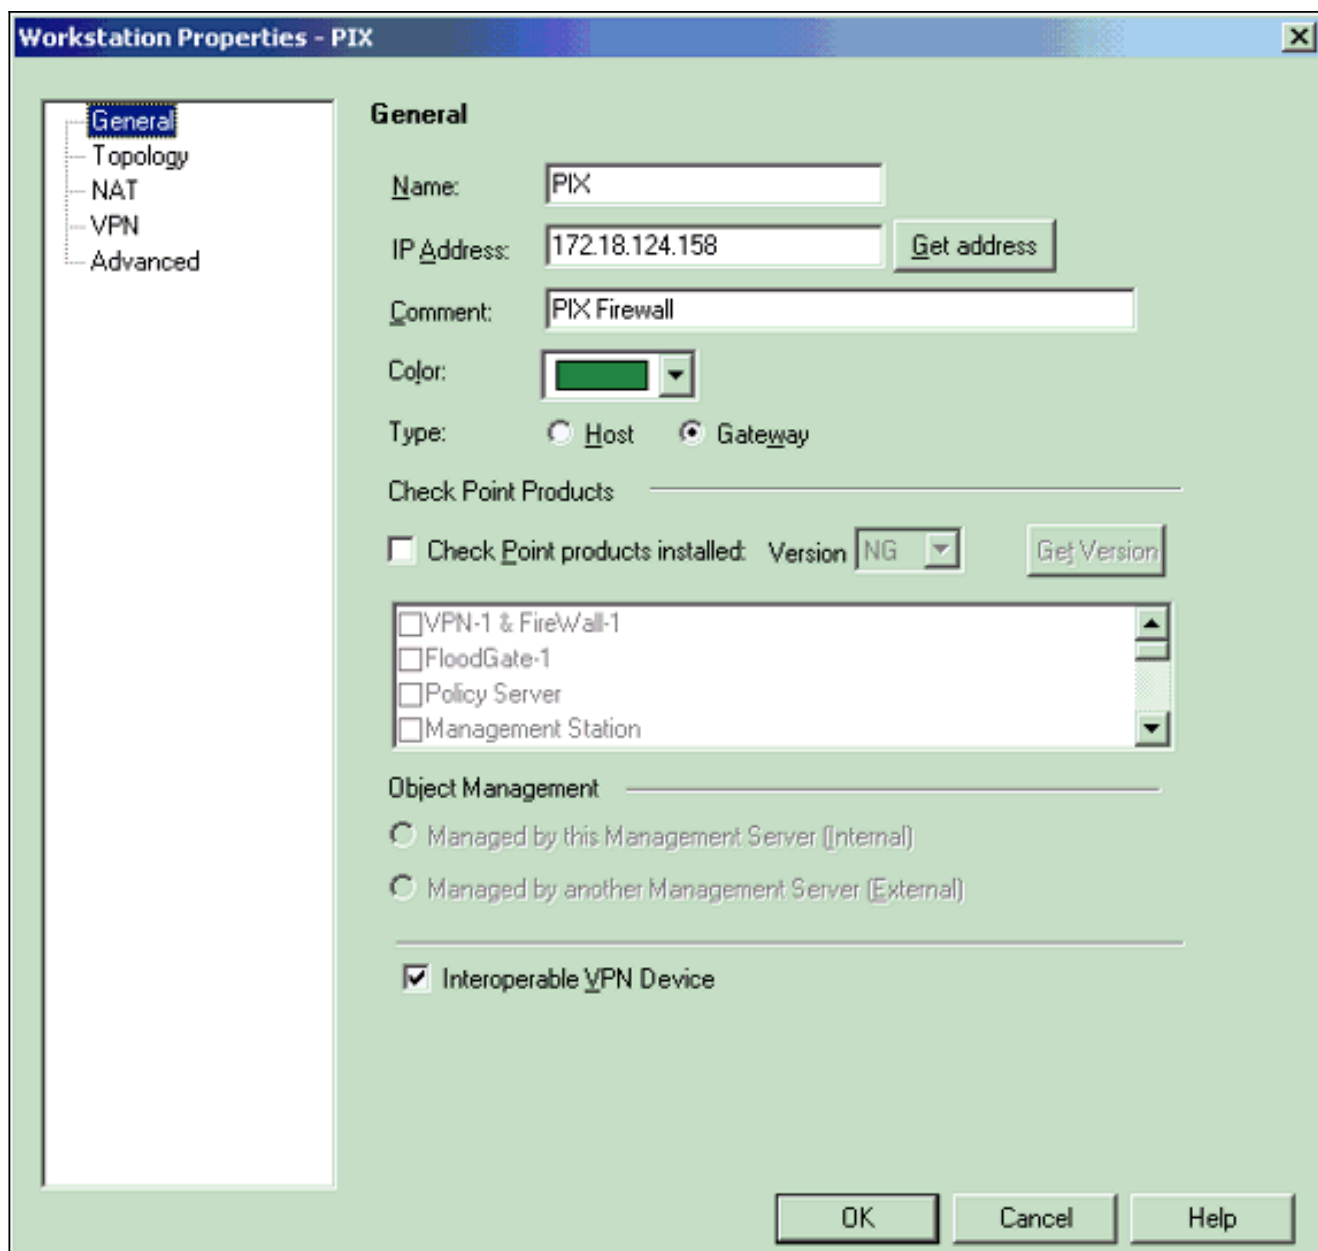 Workstation Properties - PIX
General
Topology
NAT
VPN
Advanced
General
Name: PIX
IP Address: 172.18.124.158 Get address
Comment: PIX Firewall
Color:
Type: Host Gateway
Check Point Products
Check Point products installed: Version NG Get Version
VPN-1 & FireWall-1
FloodGate-1
Policy Server
Management Station
Object Management
Managed by this Management Server (Internal)
Managed by another Management Server (External)
Interoperable VPN Device
OK Cancel Help